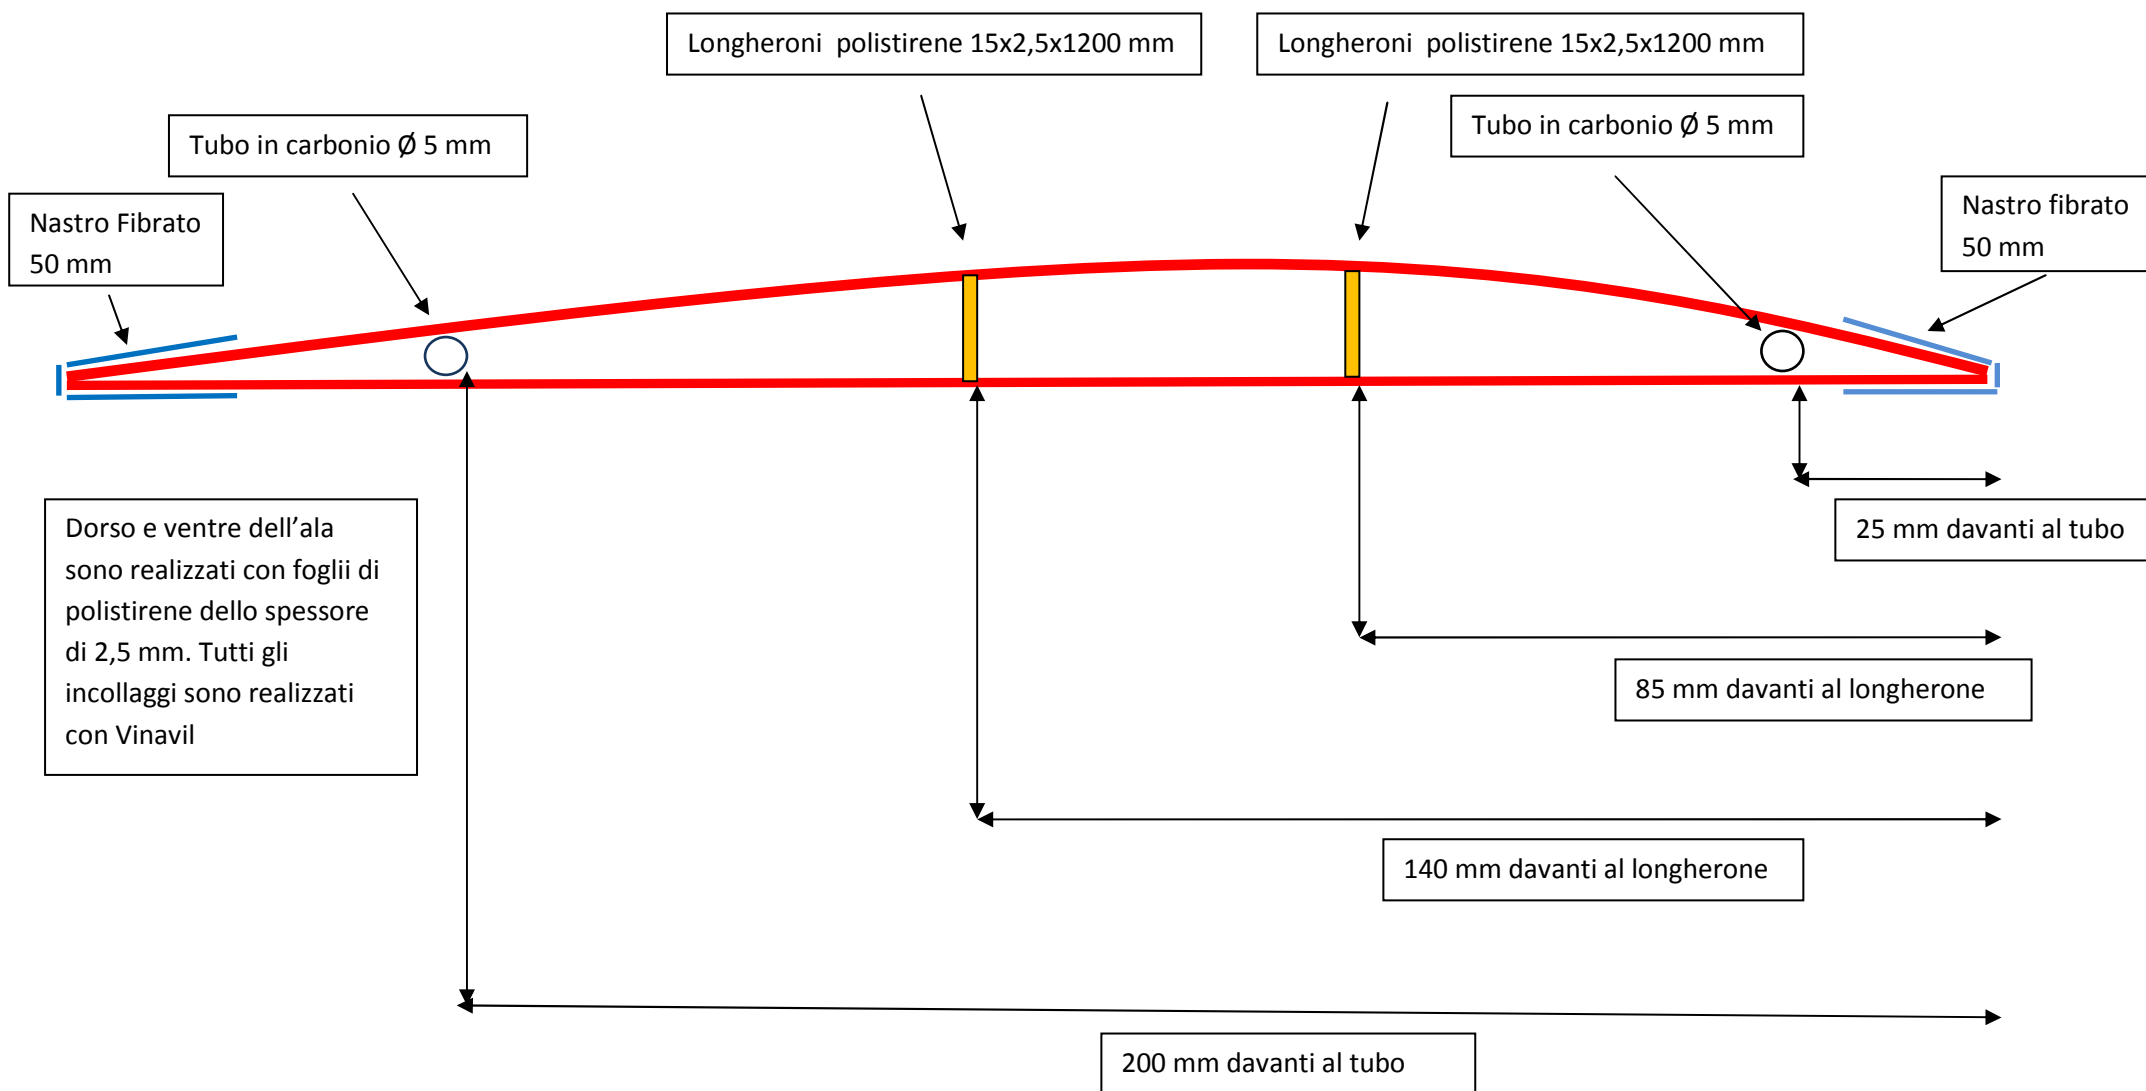 Longheroni  polistirene 15x2,5x1200 mm
Longheroni  polistirene 15x2,5x1200 mm
Tubo in carbonio Ø 5 mm
Tubo in carbonio Ø 5 mm
Nastro Fibrato
50 mm
Nastro fibrato
50 mm
Dorso e ventre dell’ala
sono realizzati con foglii di
polistirene dello spessore
di 2,5 mm. Tutti gli
incollaggi sono realizzati
con Vinavil
25 mm davanti al tubo
85 mm davanti al longherone
140 mm davanti al longherone
200 mm davanti al tubo